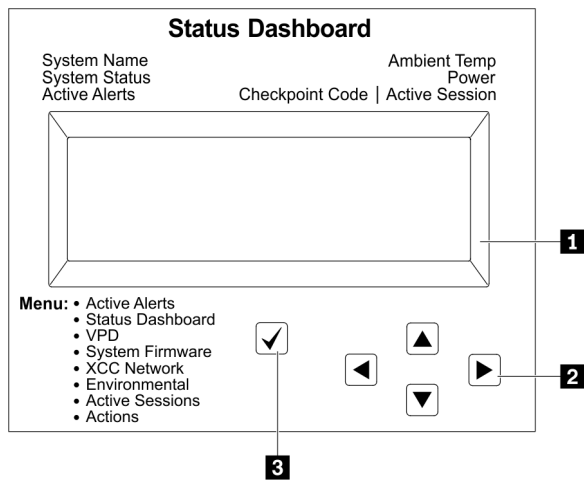 Status Dashboard
System Name
System Status
Active Alerts
Ambient Temp
Power
Checkpoint Code | Active Session
1
Menu: • Active Alerts
• Status Dashboard
• VPD
• System Firmware
• XCC Network
• Environmental
• Active Sessions
• Actions
2
3